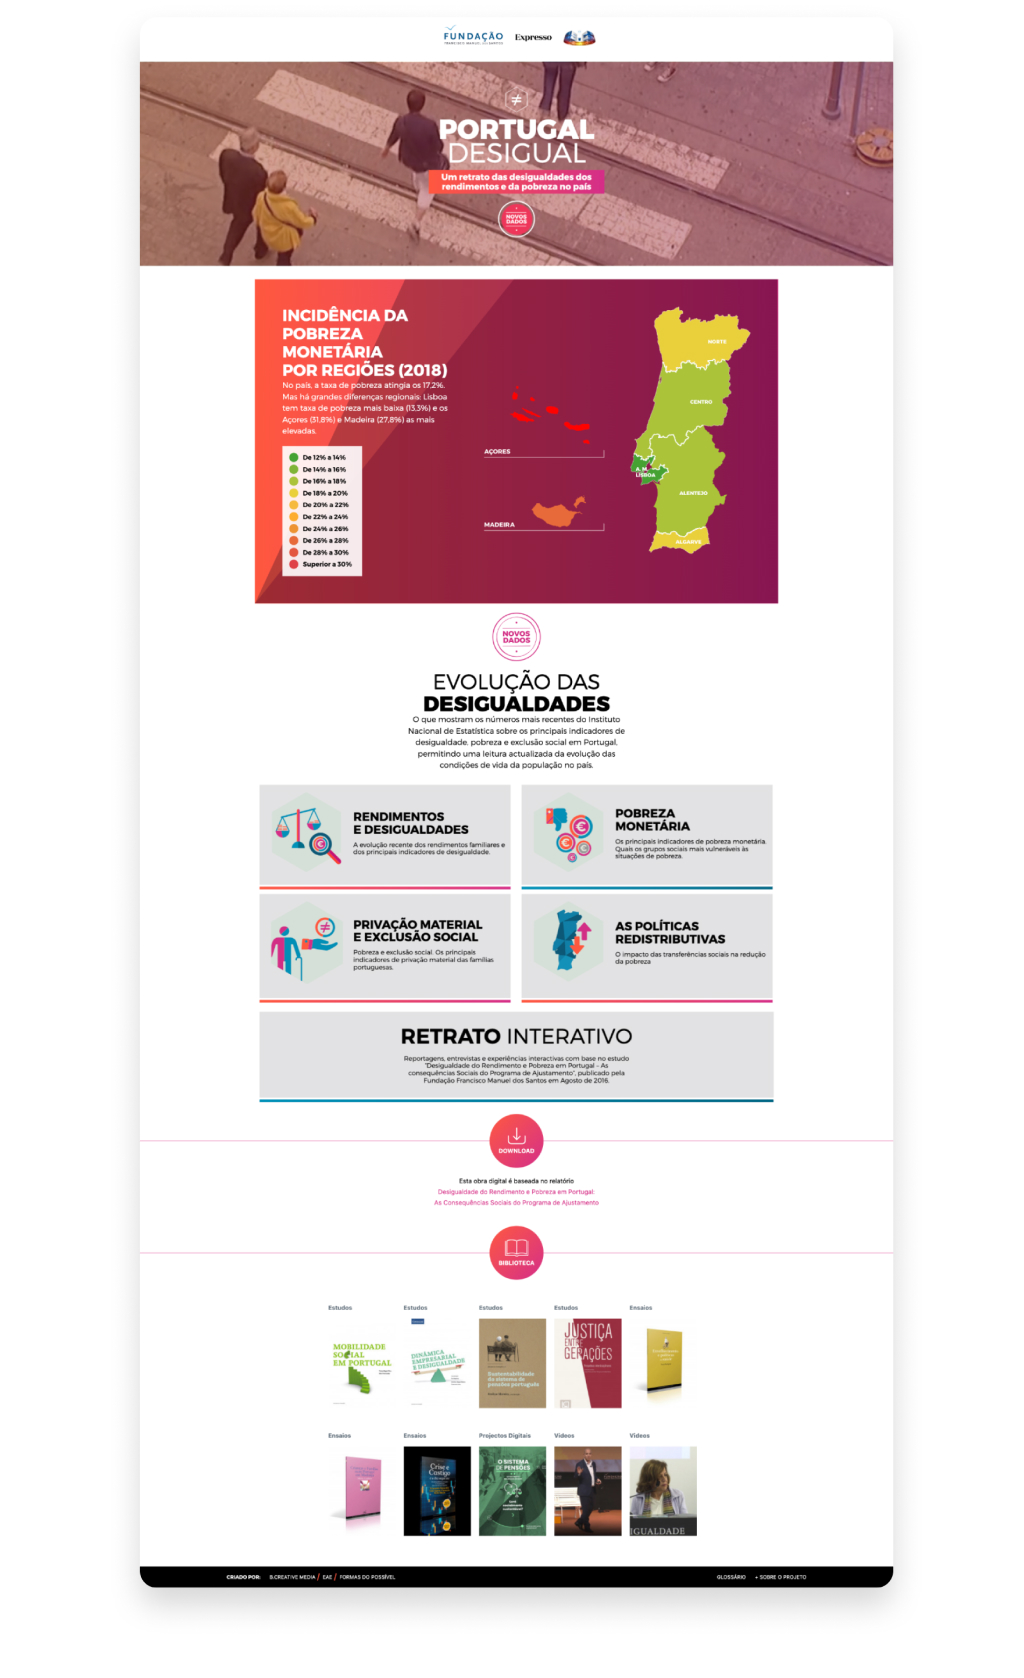 FUNDAÇÃO
FRANCISCO MANUEL DOS SANTOS
Expresso
≠
PORTUGAL
DESIGUAL
Um retrato das desigualdades dos
rendimentos e da pobreza no país
NOVOS
DADOS
INCIDÊNCIA DA
POBREZA
MONETÁRIA
POR REGIÕES (2018)
No país, a taxa de pobreza atingia os 17,2%.
Mas há grandes diferenças regionais: Lisboa
tem taxa de pobreza mais baixa (13,3%) e os
Açores (31,8%) e Madeira (27,8%) as mais
elevadas.
De 12% a 14%
De 14% a 16%
De 16% a 18%
De 18% a 20%
De 20% a 22%
De 22% a 24%
De 24% a 26%
De 26% a 28%
De 28% a 30%
Superior a 30%
AÇORES
MADEIRA
NORTE
CENTRO
A. M.
LISBOA
ALENTEJO
ALGARVE
NOVOS
DADOS
EVOLUÇÃO DAS
DESIGUALDADES
O que mostram os números mais recentes do Instituto
Nacional de Estatística sobre os principais indicadores de
desigualdade, pobreza e exclusão social em Portugal,
permitindo uma leitura actualizada da evolução das
condições de vida da população no país.
RENDIMENTOS
E DESIGUALDADES
A evolução recente dos rendimentos familiares e
dos principais indicadores de desigualdade.
POBREZA
MONETÁRIA
Os principais indicadores de pobreza monetária.
Quais os grupos sociais mais vulneráveis às
situações de pobreza.
PRIVAÇÃO MATERIAL
E EXCLUSÃO SOCIAL
Pobreza e exclusão social. Os principais
indicadores de privação material das famílias
portuguesas.
AS POLÍTICAS
REDISTRIBUTIVAS
O impacto das transferências sociais na redução
da pobreza
RETRATO INTERATIVO
Reportagens, entrevistas e experiências interactivas com base no estudo
"Desigualdade do Rendimento e Pobreza em Portugal – As
consequências Sociais do Programa de Ajustamento", publicado pela
Fundação Francisco Manuel dos Santos em Agosto de 2016.
DOWNLOAD
Esta obra digital é baseada no relatório
Desigualdade do Rendimento e Pobreza em Portugal:
As Consequências Sociais do Programa de Ajustamento
BIBLIOTECA
Estudos
Estudos
Estudos
Estudos
Ensaios
MOBILIDADE
SOCIAL
EM PORTUGAL
DINÂMICA
EMPRESARIAL
E DESIGUALDADE
Sustentabilidade
do sistema de
pensões português
JUSTIÇA
ENTRE
GERAÇÕES
Ensaios
Ensaios
Projectos Digitais
Vídeos
Vídeos
Crise e
Castigo
O SISTEMA
DE PENSÕES
IGUALDADE
CRIADO POR:
B.CREATIVE MEDIA / EAE / FORMAS DO POSSÍVEL
GLOSSÁRIO
+ SOBRE O PROJETO